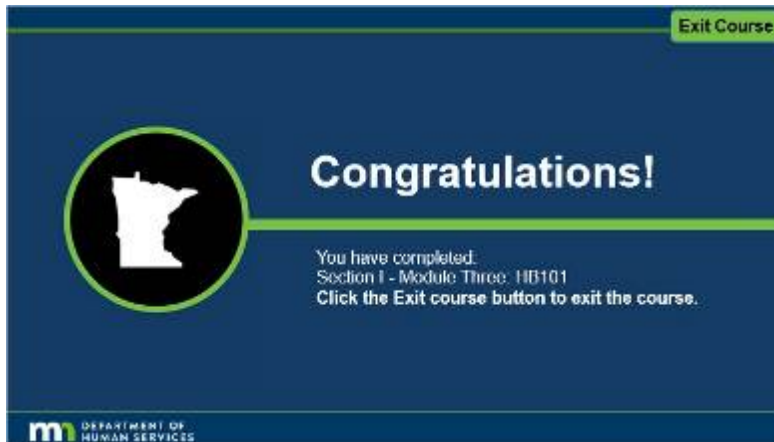 Exit Course
Congratulations!
You have completed:
Section I - Module Three: HB101
Click the Exit course button to exit the course.
mn DEPARTMENT OF
HUMAN SERVICES